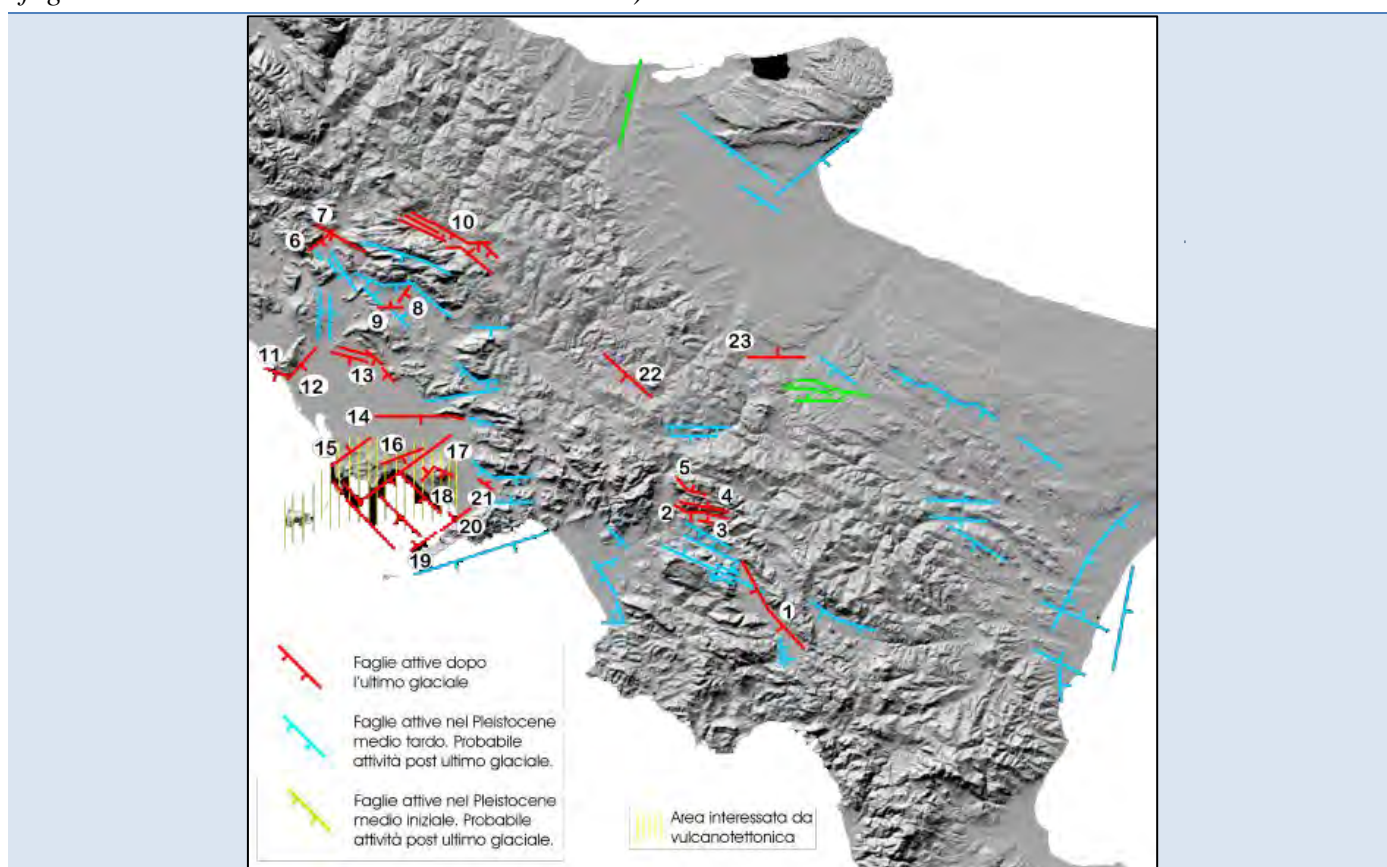 7
10
6
8
9
23
11
22
12
13
14
15
16
17
5
4
18
21
2
20
3
19
1
Faglie attive dopo
l'ultimo glaciale
Faglie attive nel Pleistocene
medio tardo. Probabile
attività post ultimo glaciale.
Faglie attive nel Pleistocene
medio iniziale. Probabile
attività post ultimo glaciale.
Area interessata da
vulcanotettonica